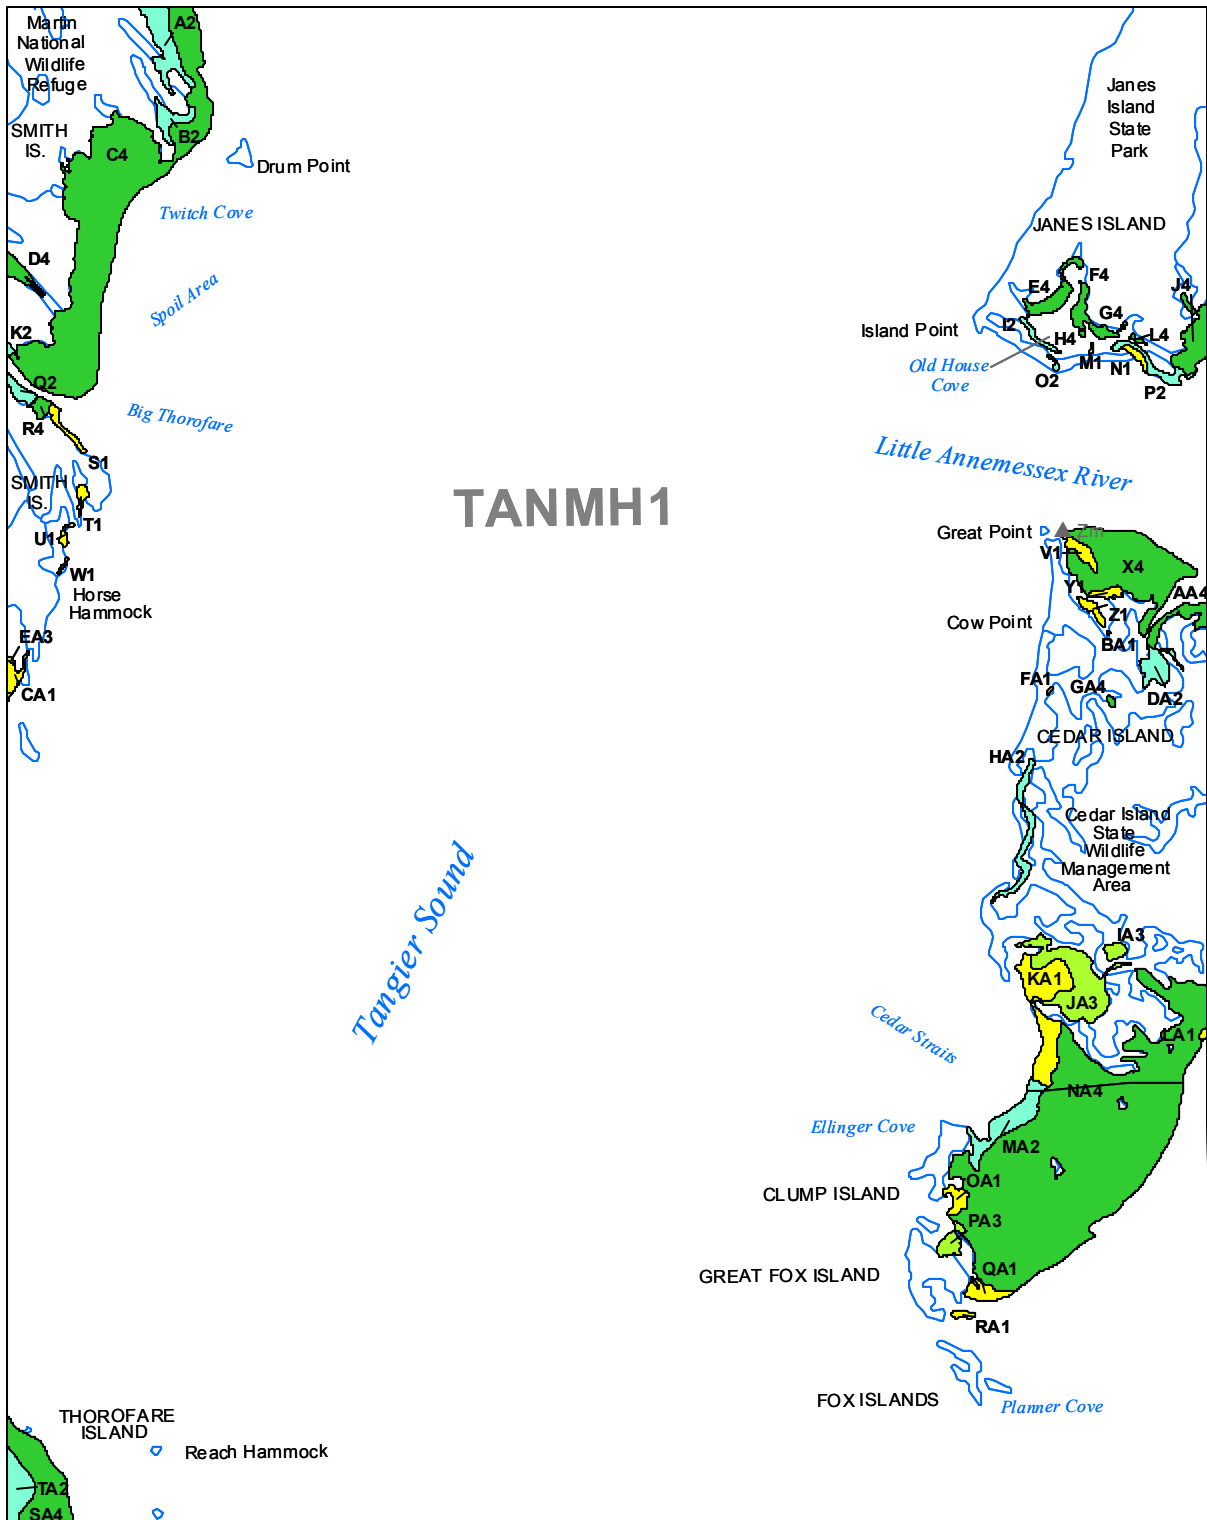 A2
Martin
National
Wildlife
Refuge
SMITH
IS.
B2
C4
Drum Point
Twitch Cove
D4
Spoil Area
K2
Q2
R4
Big Thorofare
S1
SMITH
IS.
T1
U1
W1
Horse
Hammock
EA3
CA1
Janes
Island
State
Park
JANES ISLAND
E4
F4
J4
Island Point
I2
G4
H4
L4
M1
N1
Old House
Cove
O2
P2
Little Annemessex River
TANMH1
Great Point
Zm
V1
X4
Y1
AA4
Cow Point
Z1
BA1
FA1
GA4
DA2
CEDAR ISLAND
HA2
Cedar Island
State
Wildlife
Management
Area
Tangier Sound
IA3
KA1
JA3
Cedar Straits
LA1
NA4
Ellinger Cove
MA2
OA1
CLUMP ISLAND
PA3
GREAT FOX ISLAND
QA1
RA1
FOX ISLANDS
Planner Cove
THOROFARE
ISLAND
Reach Hammock
TA2
SA4